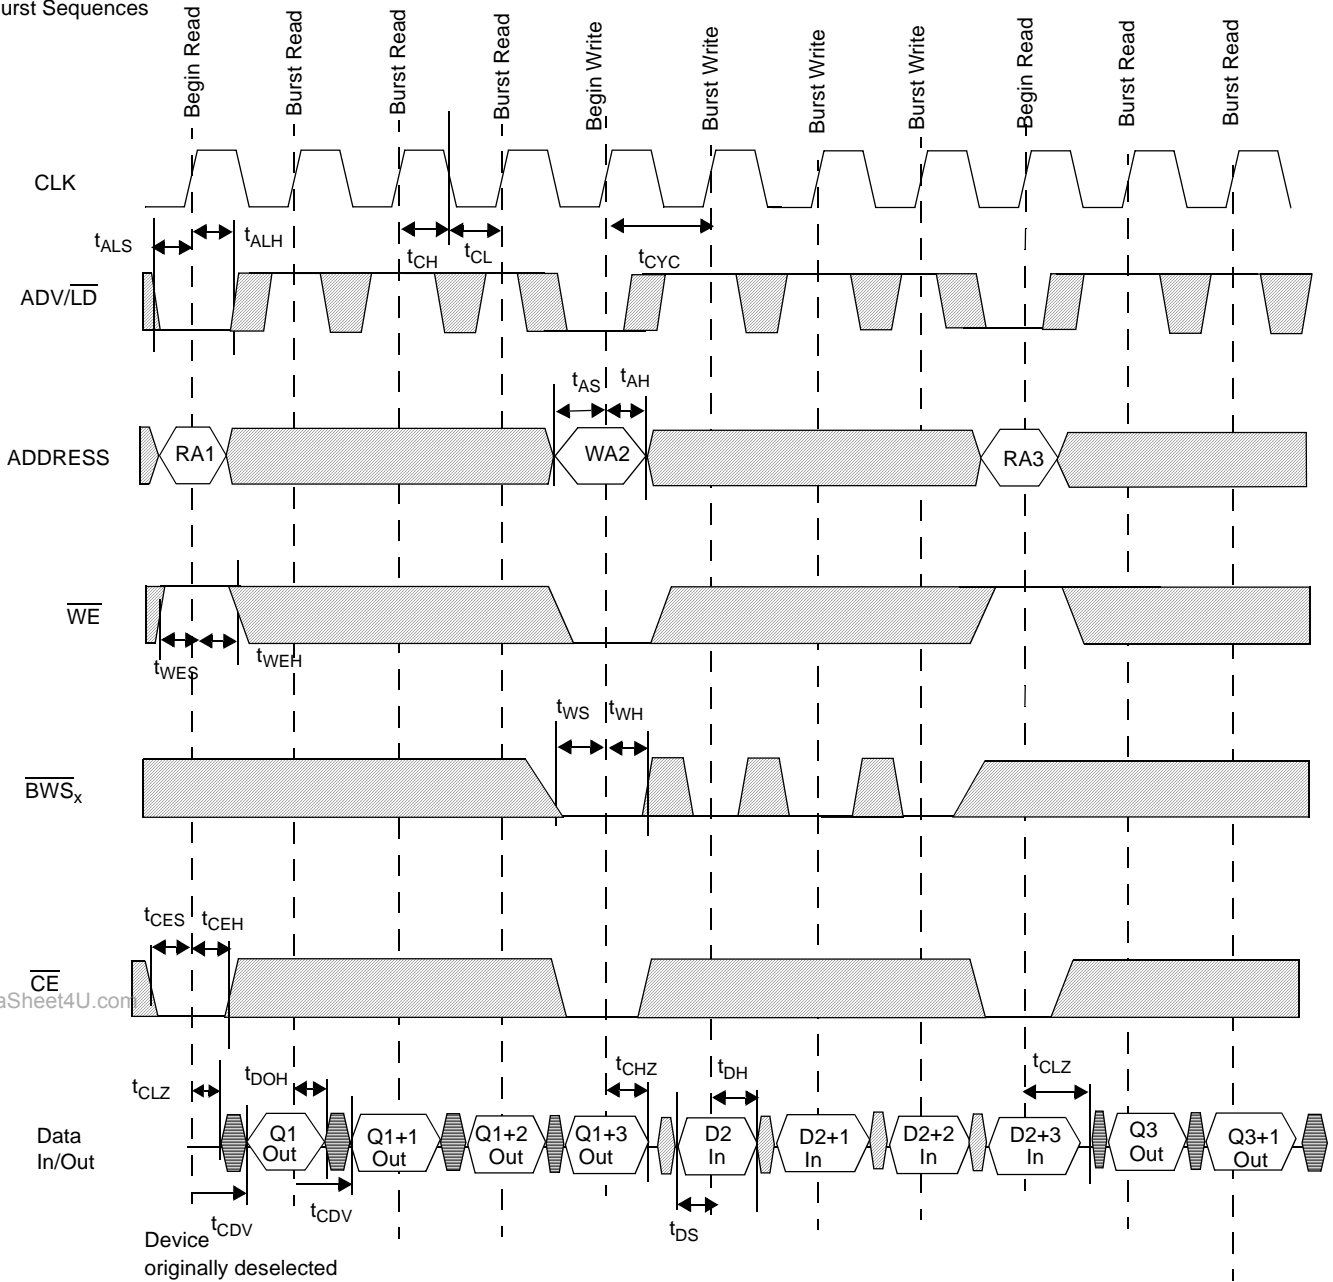 urst Sequences
Begin Read
Burst Read
Burst Read
Burst Read
Begin Write
Burst Write
Burst Write
Burst Write
Begin Read
Burst Read
Burst Read
CLK
tALS
tALH
tCH
tCL
tCYC
ADV/LD
tAS
tAH
ADDRESS
RA1
WA2
RA3
WE
tWES
tWEH
tWS
tWH
BWSx
tCES
tCEH
CE
aSheet4U.com
tCLZ
tDOH
tCHZ
tDH
tCLZ
Data
In/Out
Q1
Out
Q1+1
Out
Q1+2
Out
Q1+3
Out
D2
In
D2+1
In
D2+2
In
D2+3
In
Q3
Out
Q3+1
Out
tCDV
tCDV
tDS
Device
originally deselected